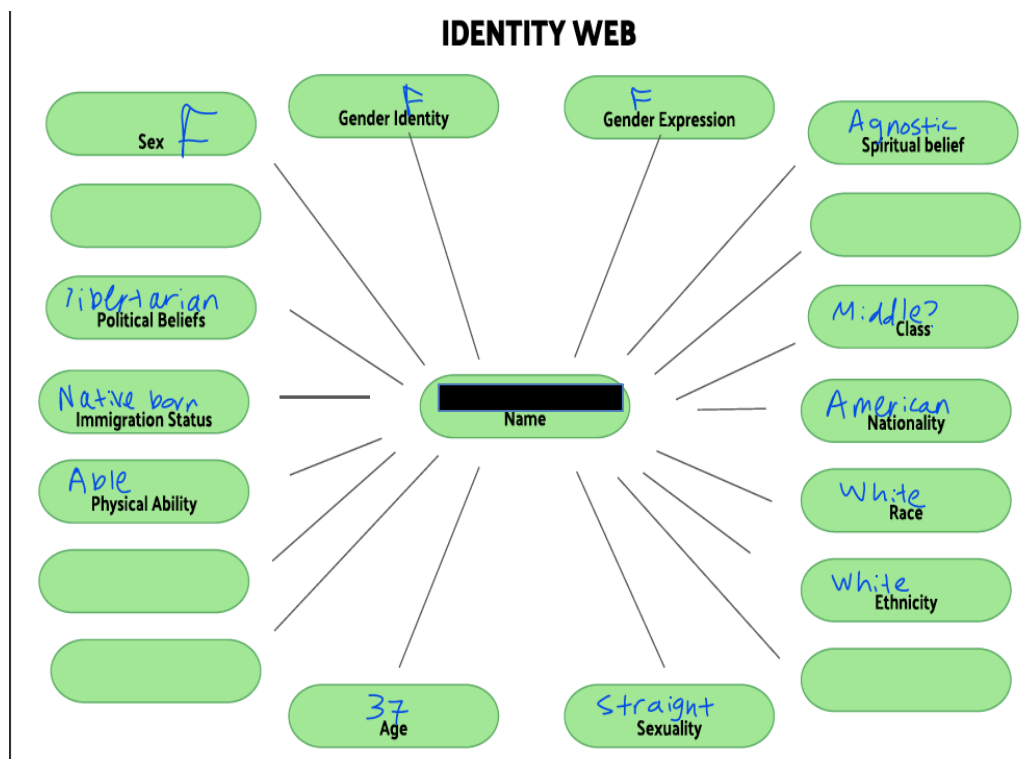 IDENTITY WEB
F
Sex
F
Gender Identity
F
Gender Expression
Agnostic
Spiritual belief
libertarian
Political Beliefs
Middle?
Class
Native born
Immigration Status
Name
American
Nationality
Able
Physical Ability
White
Race
White
Ethnicity
37
Age
Straight
Sexuality